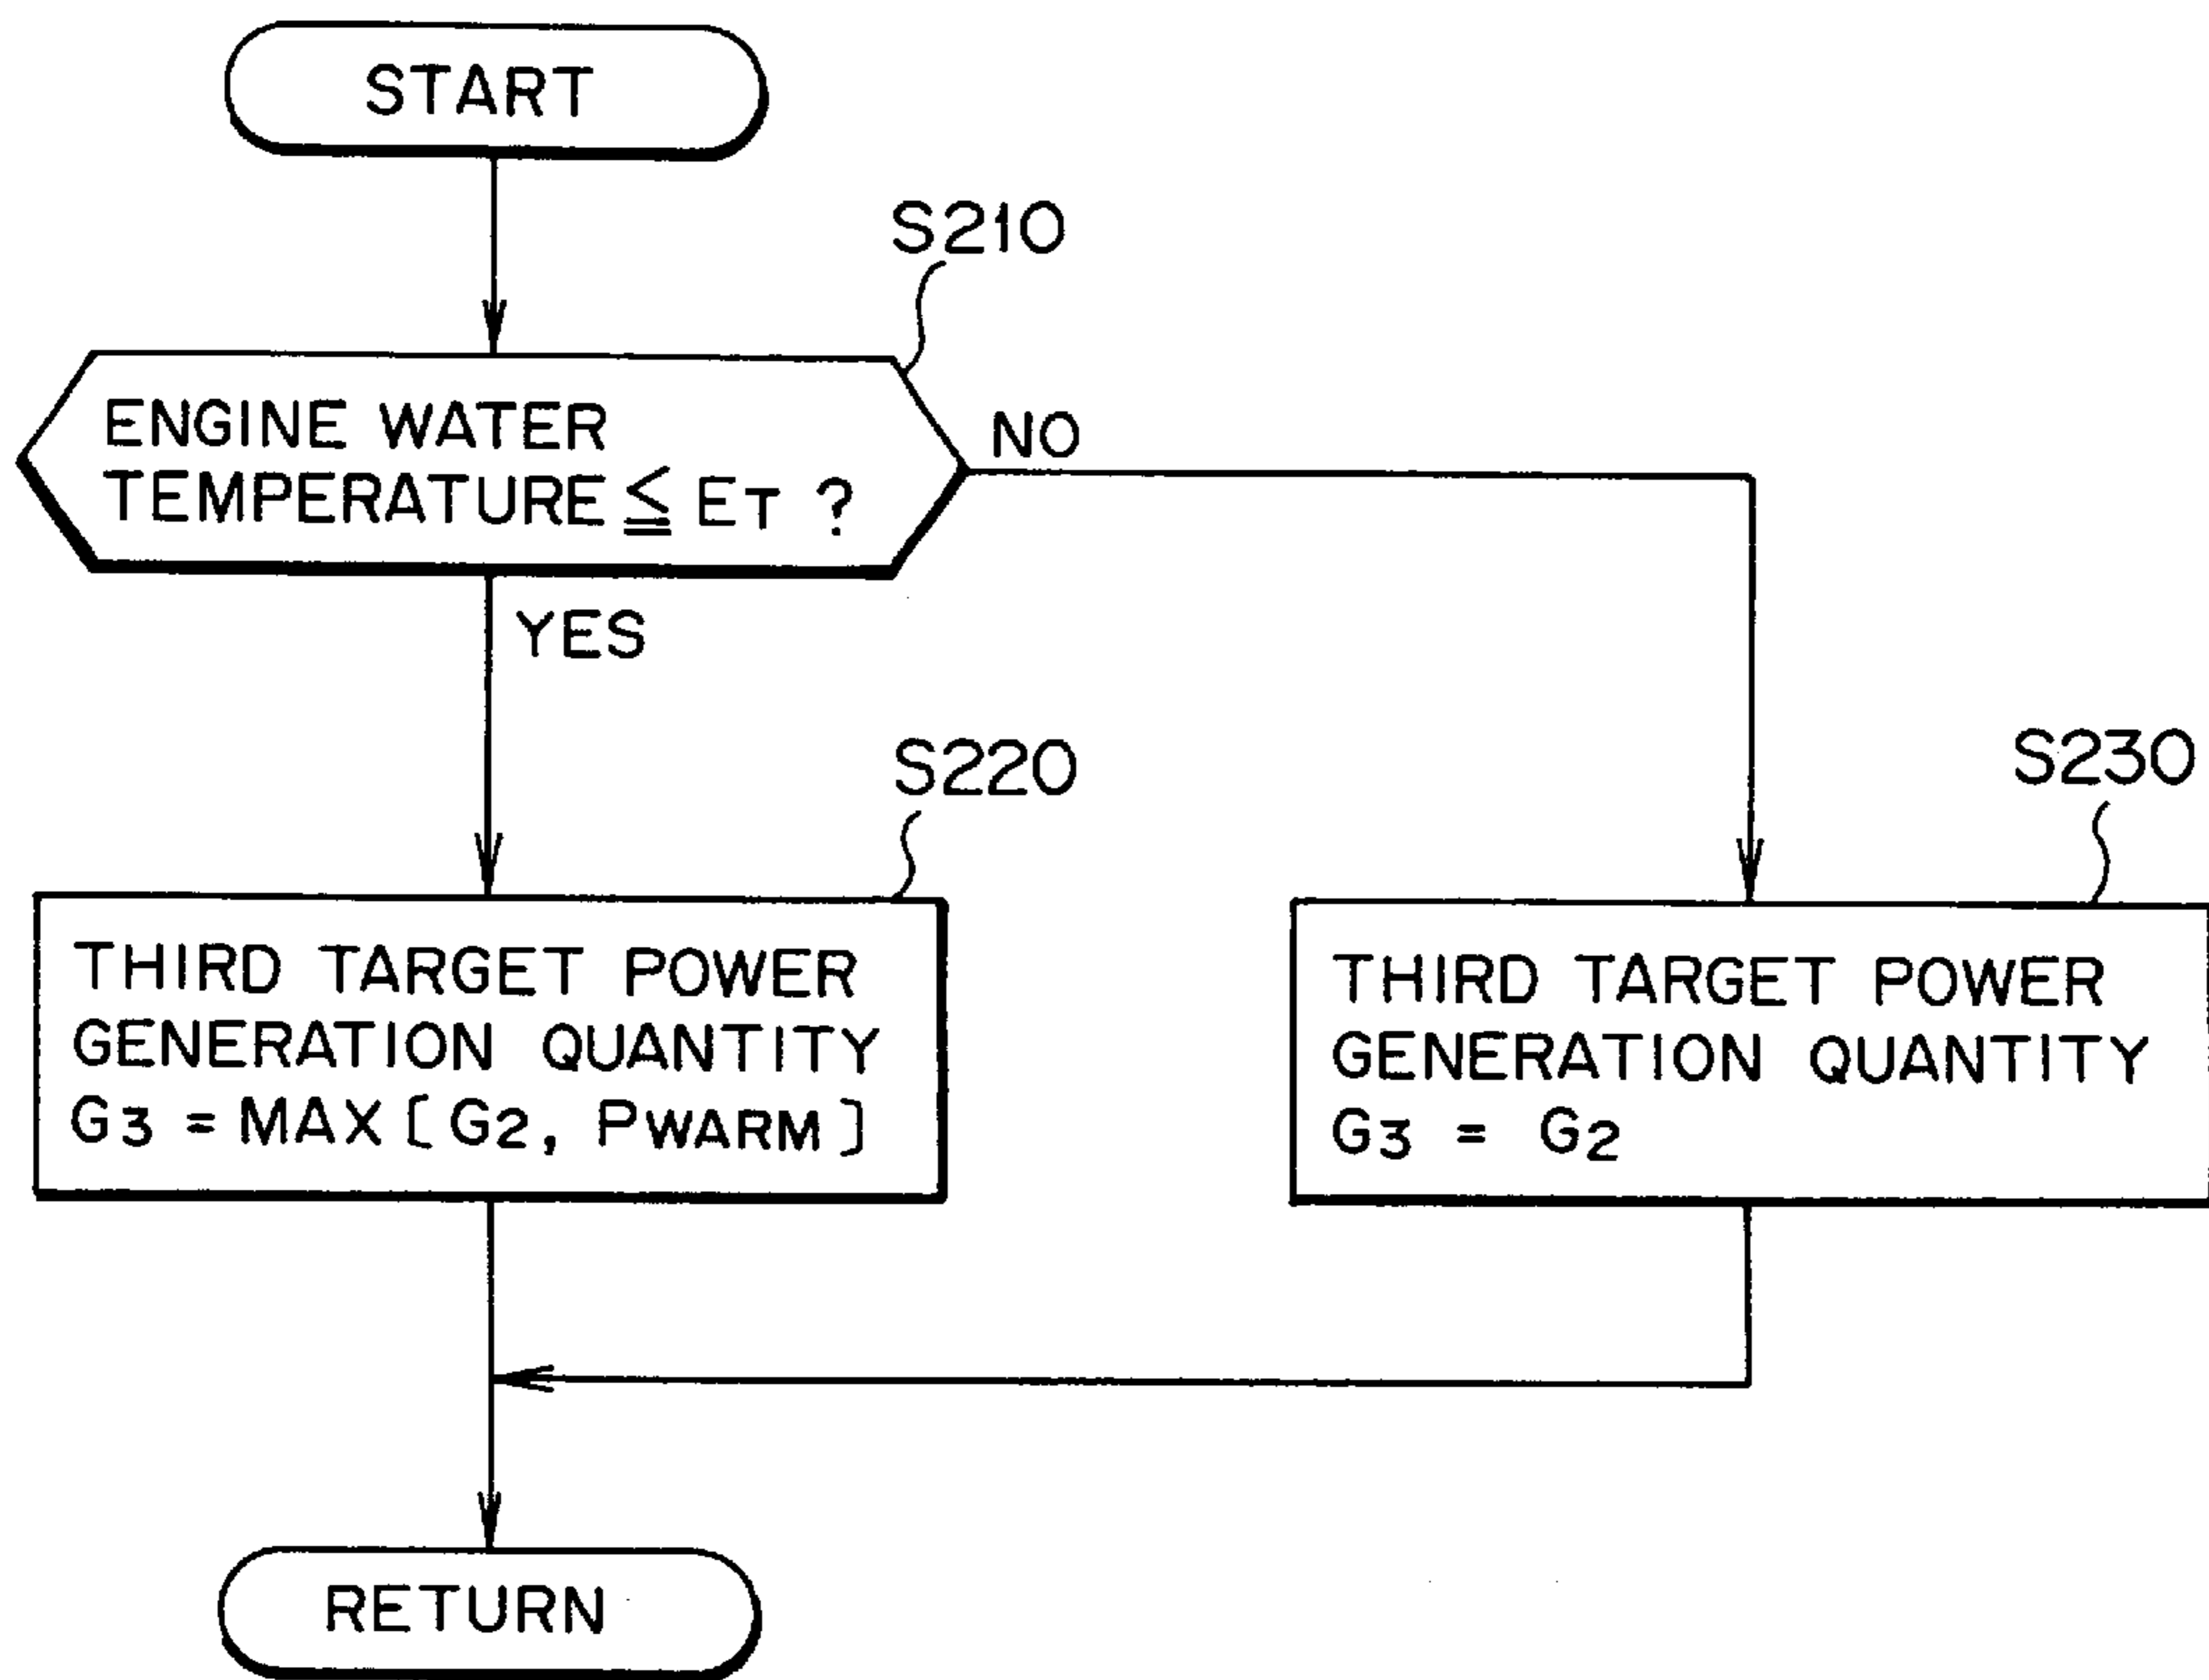 START
S210
ENGINE WATER
TEMPERATURE ≦ ET ?
NO
YES
S220
THIRD TARGET POWER
GENERATION QUANTITY
G3 = MAX [ G2, PWARM ]
S230
THIRD TARGET POWER
GENERATION QUANTITY
G3 = G2
RETURN